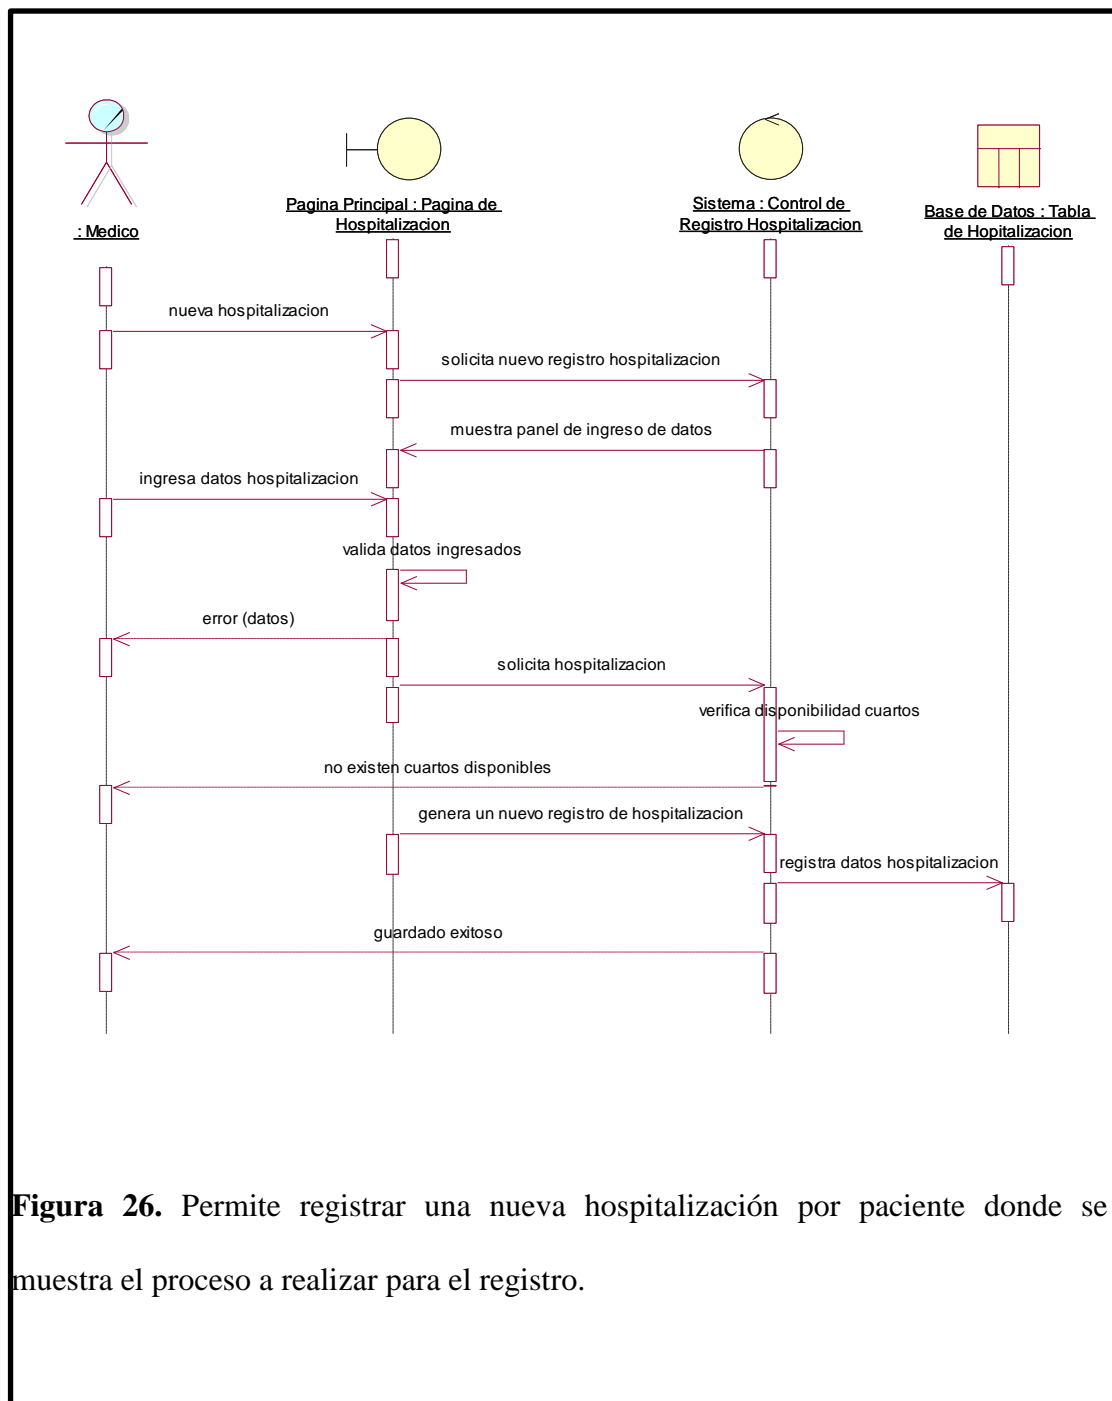 : Medico
Pagina Principal : Pagina de
Hospitalizacion
Sistema : Control de
Registro Hospitalizacion
Base de Datos : Tabla
de Hopitalizacion
nueva hospitalizacion
solicita nuevo registro hospitalizacion
muestra panel de ingreso de datos
ingresa datos hospitalizacion
valida datos ingresados
error (datos)
solicita hospitalizacion
verifica disponibilidad cuartos
no existen cuartos disponibles
genera un nuevo registro de hospitalizacion
registra datos hospitalizacion
guardado exitoso
Figura 26. Permite registrar una nueva hospitalización por paciente donde se
muestra el proceso a realizar para el registro.